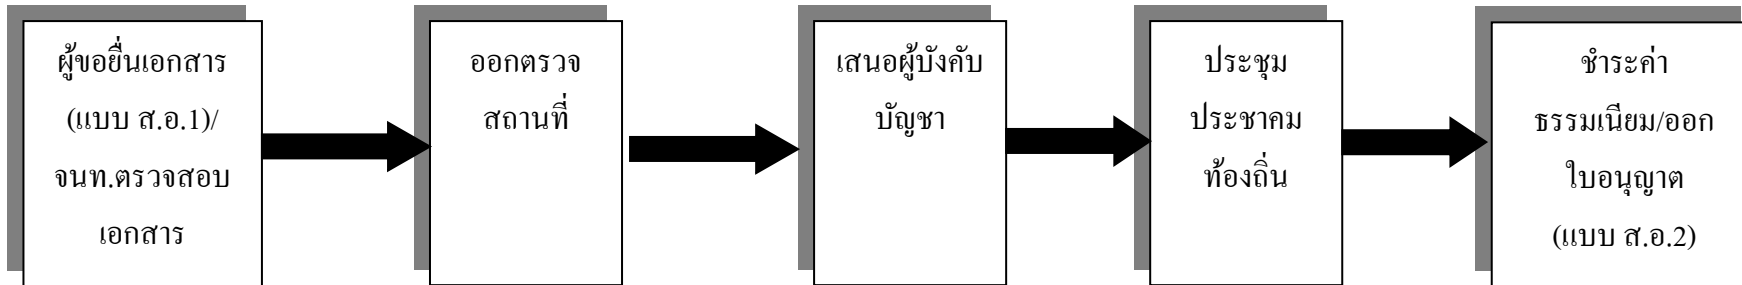 ผู้ขอยื่นเอกสาร
(แบบ ส.อ.1)/
จนท.ตรวจสอบ
เอกสาร
ออกตรวจ
สถานที่
เสนอผู้บังคับ
บัญชา
ประชุม
ประชาคม
ท้องถิ่น
ชำระค่า
ธรรมเนียม/ออก
ใบอนุญาต
(แบบ ส.อ.2)